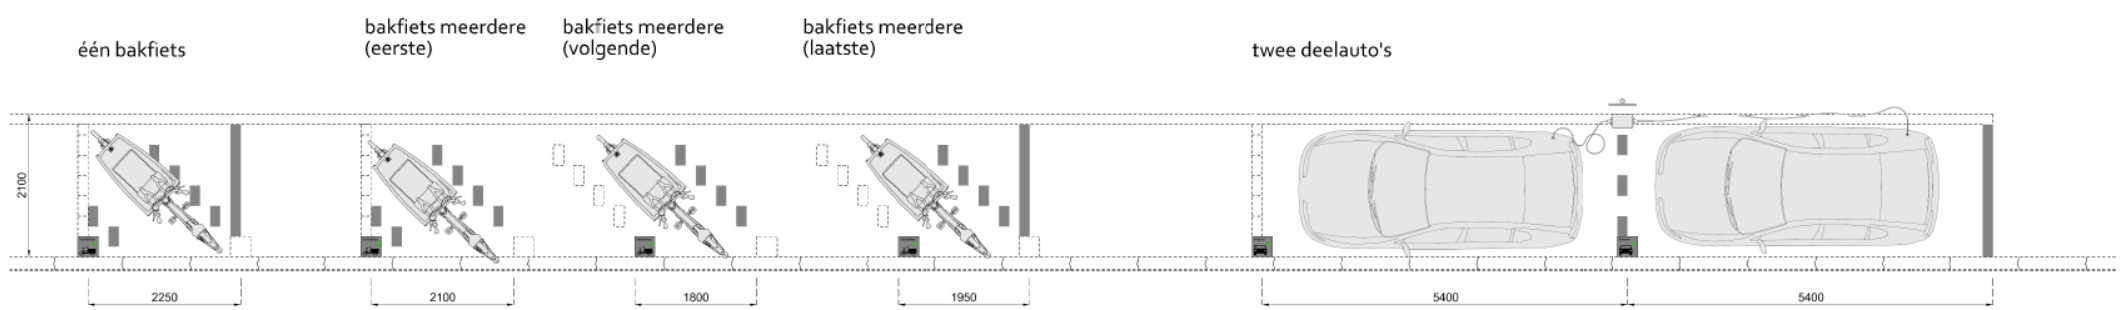 één bakfiets
bakfiets meerdere
(eerste)
bakfiets meerdere
(volgende)
bakfiets meerdere
(laatste)
twee deelauto's
2100
2250
2100
1800
1950
5400
5400